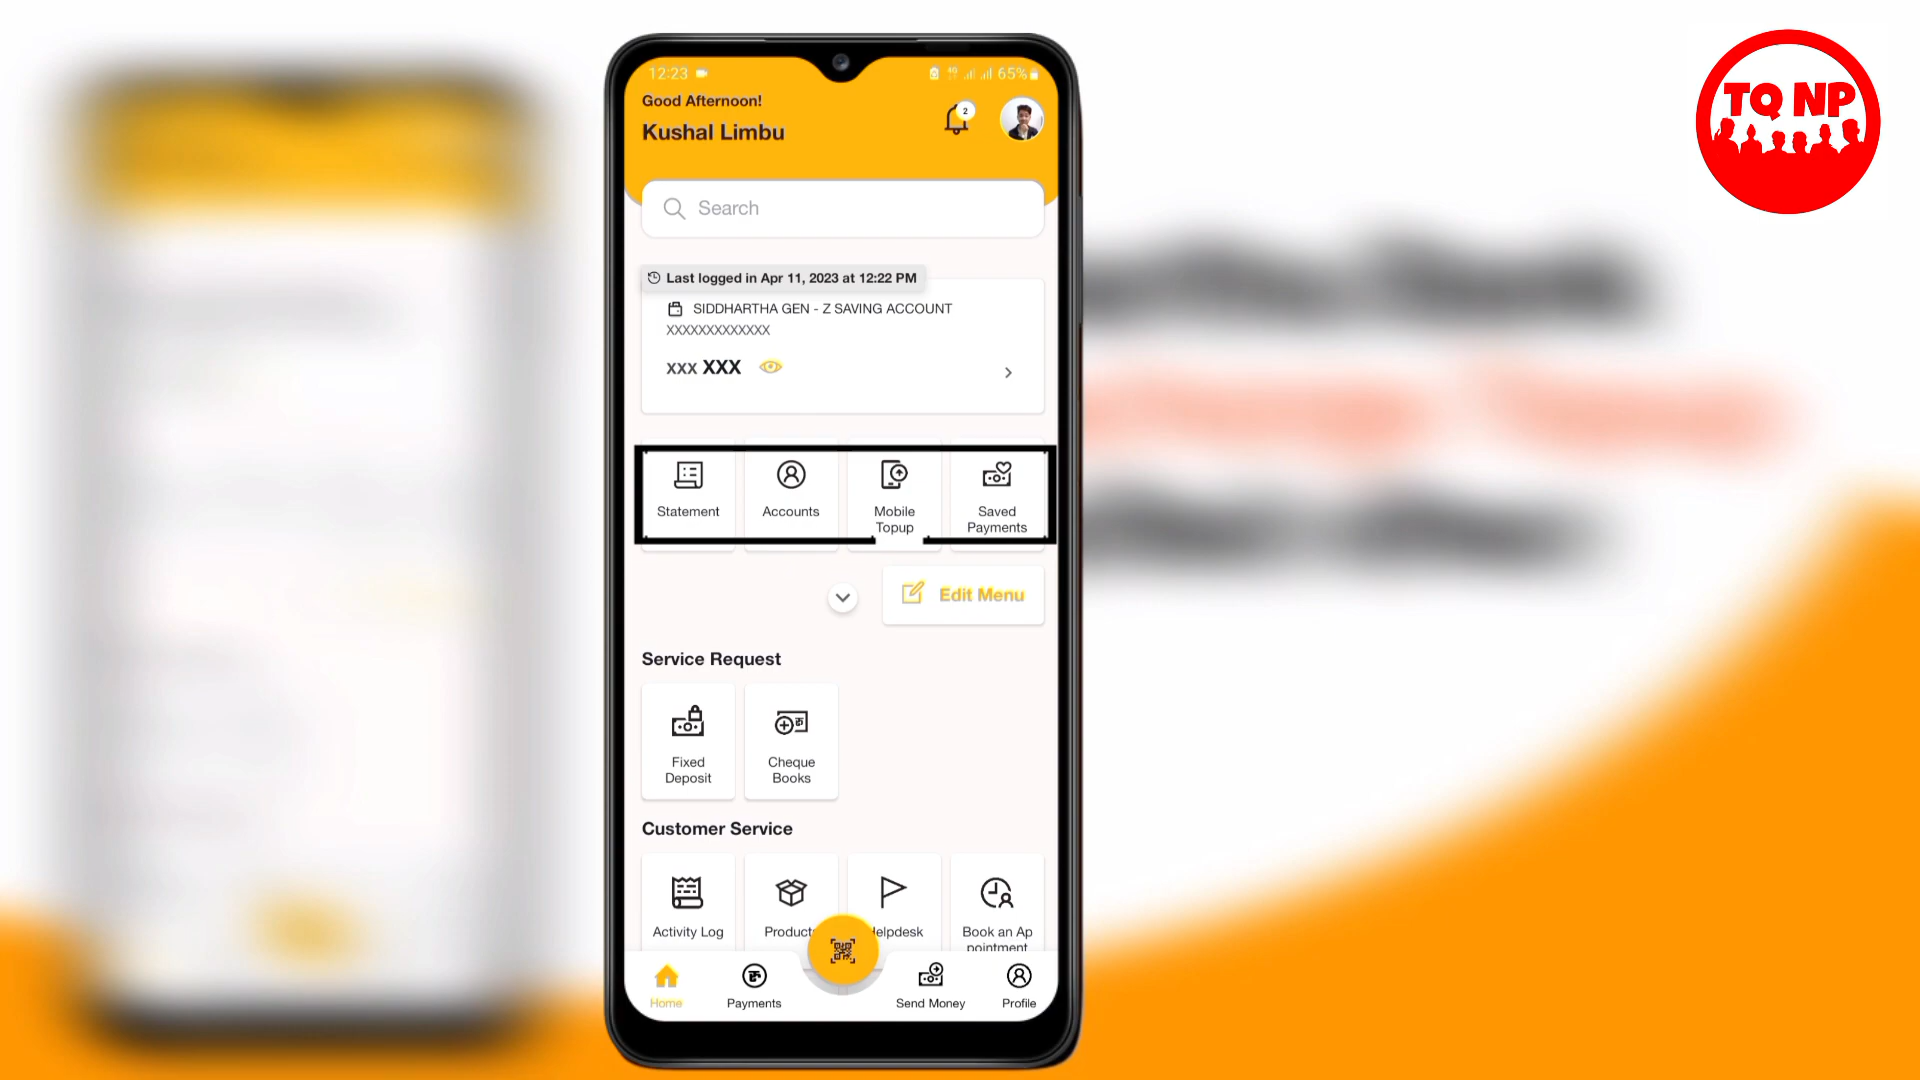 TQ NP
12:23
4G
65%
Good Afternoon!
2
Kushal Limbu
Search
Last logged in Apr 11, 2023 at 12:22 PM
SIDDHARTHA GEN - Z SAVING ACCOUNT
XXXXXXXXXXXXX
XXX XXX
Statement
Accounts
Mobile
Topup
Saved
Payments
Edit Menu
Service Request
Fixed
Deposit
Cheque
Books
Customer Service
Activity Log
Product
elpdesk
Book an Ap
pointment
Home
Payments
Send Money
Profile